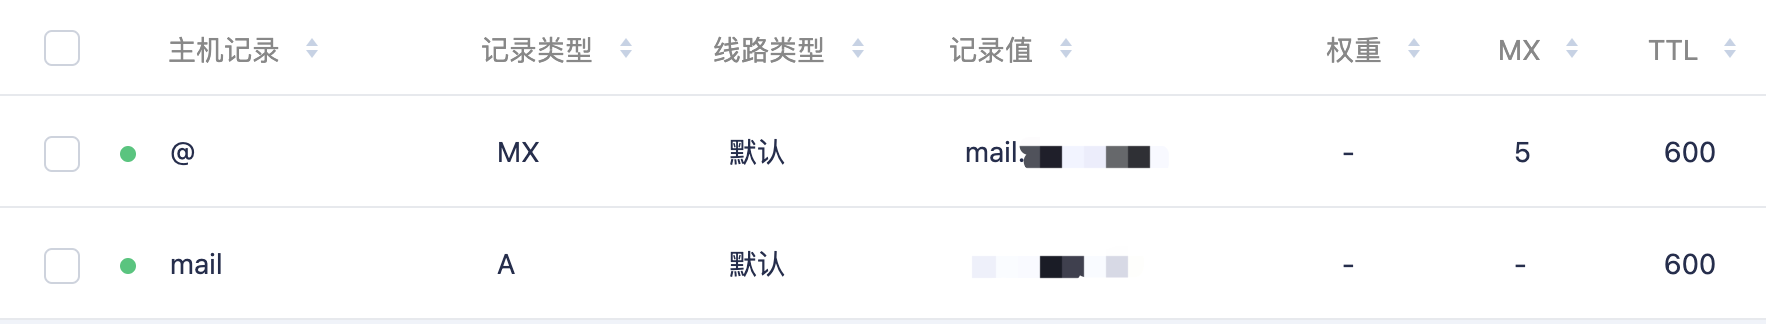 主机记录 记录类型 线路类型 记录值 权重 MX TTL
@ MX 默认 mail. - 5 600
mail A 默认 - - 600